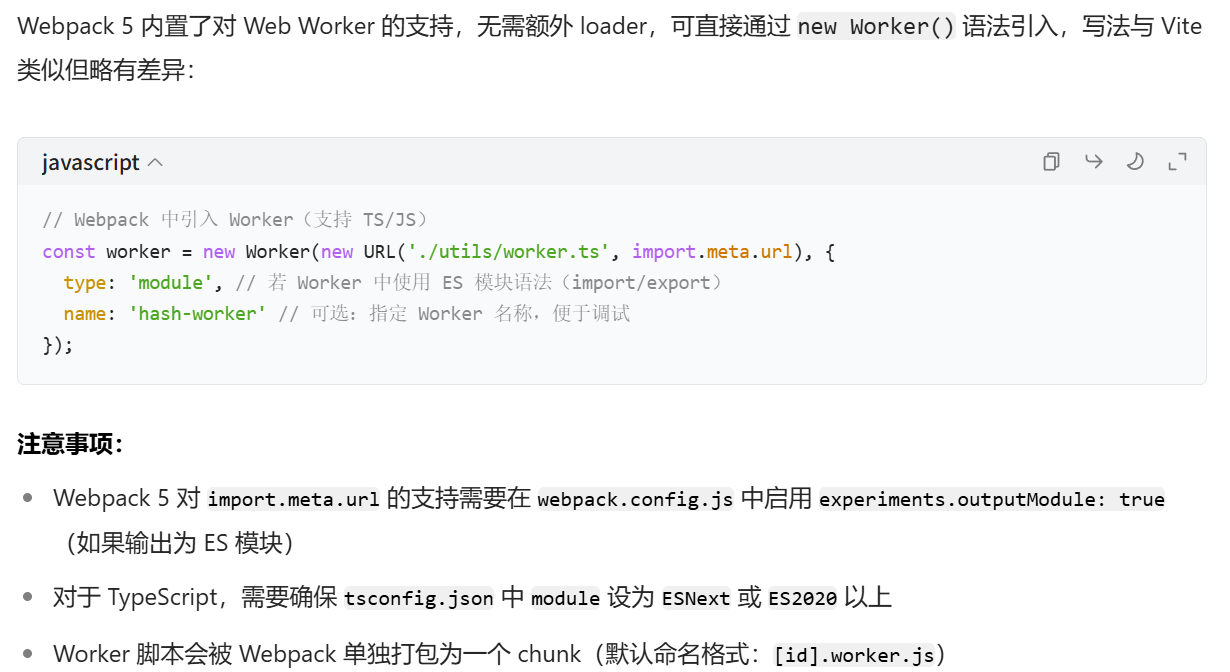 Webpack 5 内置了对 Web Worker 的支持，无需额外 loader，可直接通过 new Worker() 语法引入，写法与 Vite
类似但略有差异：
javascript
// Webpack 中引入 Worker（支持 TS/JS）
const worker = new Worker(new URL('./utils/worker.ts', import.meta.url), {
  type: 'module', // 若 Worker 中使用 ES 模块语法（import/export）
  name: 'hash-worker' // 可选：指定 Worker 名称，便于调试
});
注意事项：
Webpack 5 对 import.meta.url 的支持需要在 webpack.config.js 中启用 experiments.outputModule: true
（如果输出为 ES 模块）
对于 TypeScript，需要确保 tsconfig.json 中 module 设为 ESNext 或 ES2020 以上
Worker 脚本会被 Webpack 单独打包为一个 chunk（默认命名格式：[id].worker.js）